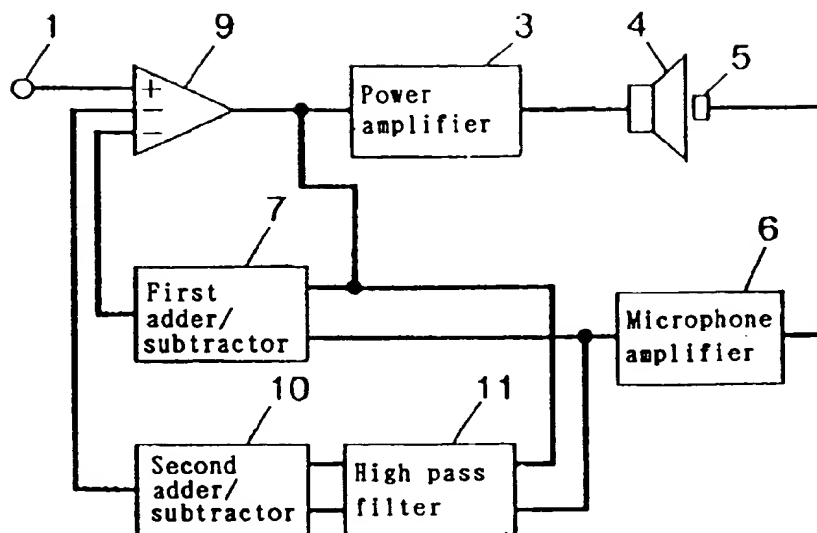 1
9
3
4
5
+
−
−
Power
amplifier
7
6
First
adder/
subtractor
Microphone
amplifier
10
11
Second
adder/
subtractor
High pass
filter